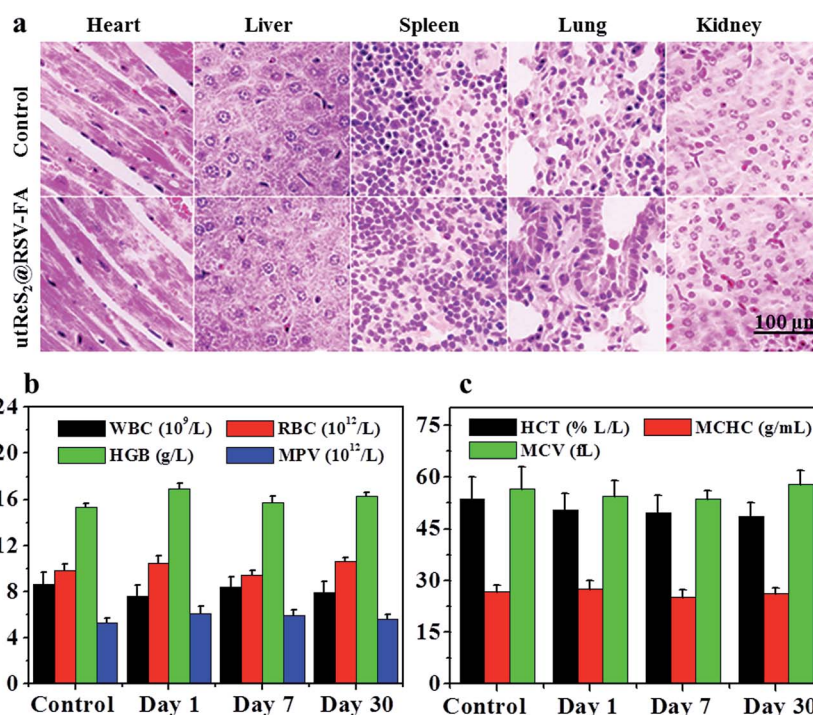 a
Heart Liver Spleen Lung Kidney
Control
utReS₂@RSV-FA
100 μm
b
24
20
16
12
8
4
0
WBC (10⁹/L) RBC (10¹²/L)
HGB (g/L) MPV (10¹²/L)
Control Day 1 Day 7 Day 30
c
75
60
45
30
15
0
HCT (% L/L) MCHC (g/mL)
MCV (fL)
Control Day 1 Day 7 Day 30